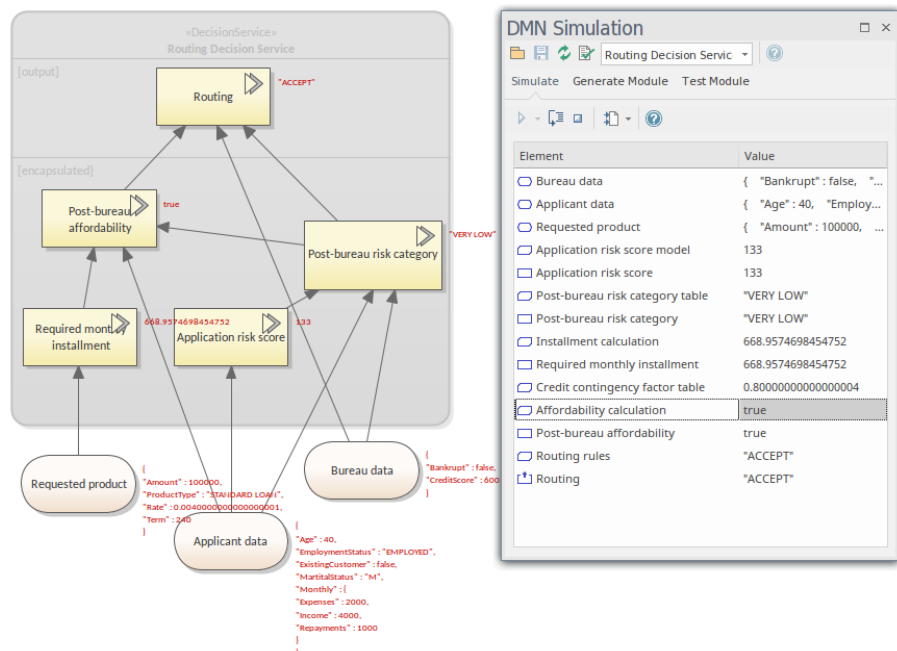 «DecisionService»
Routing Decision Service
[output]
Routing
"ACCEPT"
[encapsulated]
Post-bureau
affordability
true
Post-bureau risk category
"VERY LOW"
Required monthly
installment
668.9574698454752
Application risk score
133
Requested product
{
"Amount" : 100000,
"ProductType" : "STANDARD LOAN",
"Rate" : 0.0040000000000000001,
"Term" : 240
}
Applicant data
{
"Age" : 40,
"EmploymentStatus" : "EMPLOYED",
"ExistingCustomer" : false,
"MartitalStatus" : "M",
"Monthly" : {
"Expenses" : 2000,
"Income" : 4000,
"Repayments" : 1000
}
Bureau data
{
"Bankrupt" : false,
"CreditScore" : 600
}
DMN Simulation
Routing Decision Servic
Simulate Generate Module Test Module
Element Value
Bureau data { "Bankrupt" : false, "...
Applicant data { "Age" : 40, "Employ...
Requested product { "Amount" : 100000, ...
Application risk score model 133
Application risk score 133
Post-bureau risk category table "VERY LOW"
Post-bureau risk category "VERY LOW"
Installment calculation 668.9574698454752
Required monthly installment 668.9574698454752
Credit contingency factor table 0.80000000000000004
Affordability calculation true
Post-bureau affordability true
Routing rules "ACCEPT"
Routing "ACCEPT"